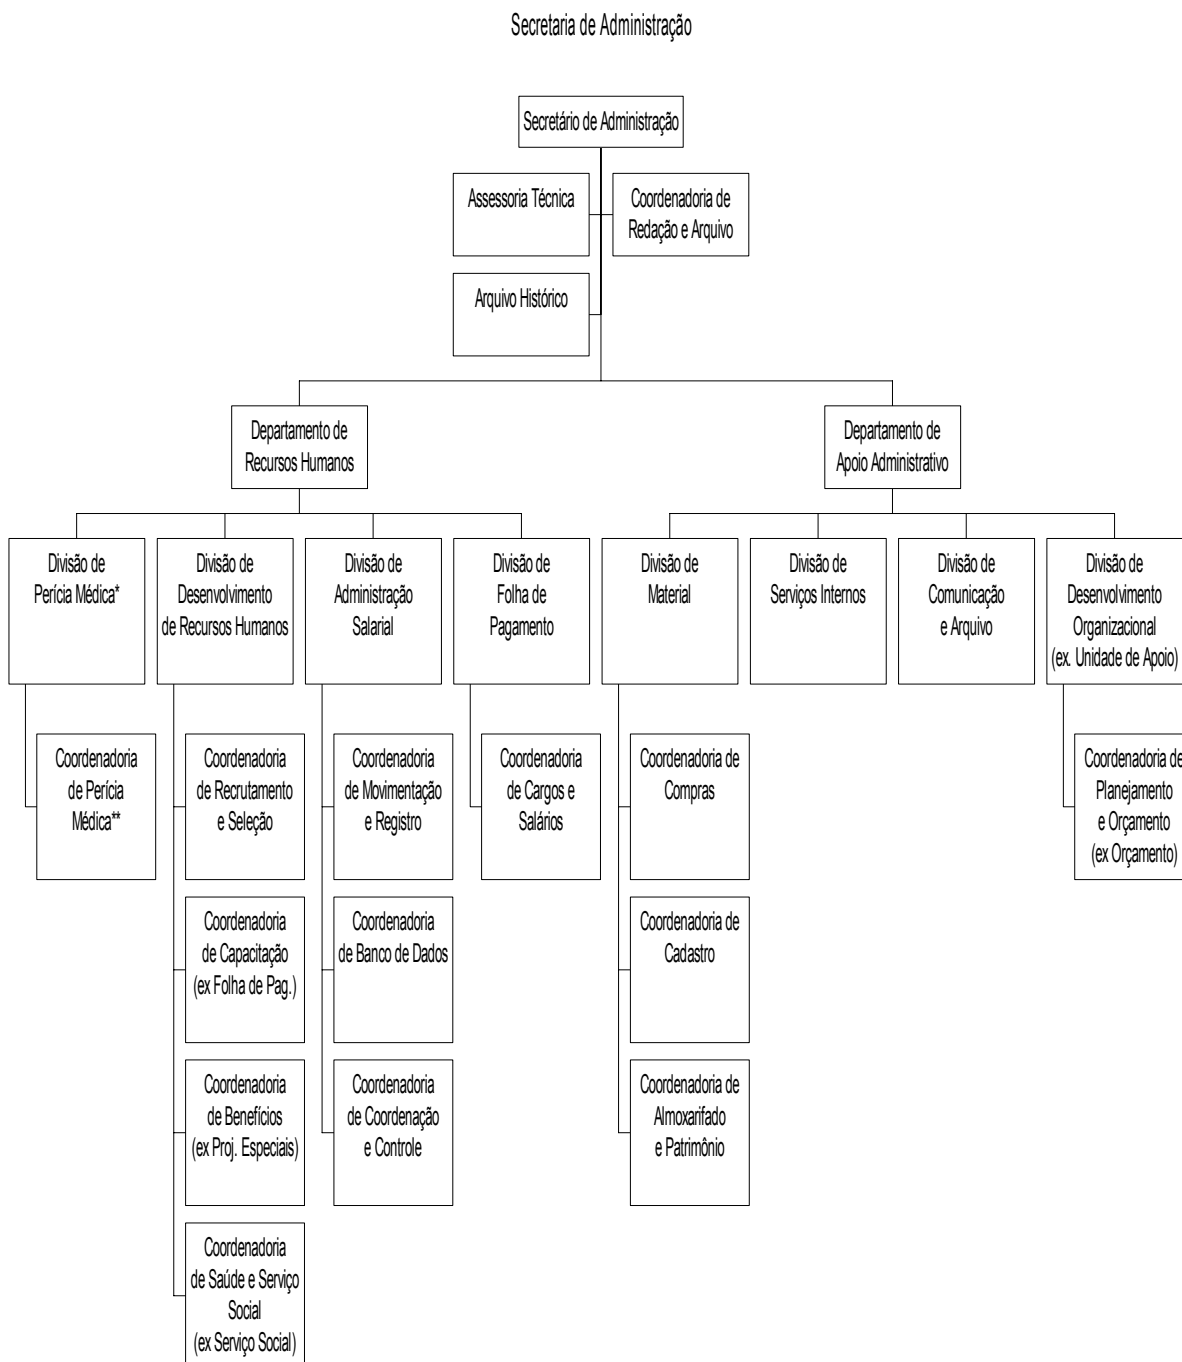 Secretaria de Administração
Secretário de Administração
Assessoria Técnica
Coordenadoria de
Redação e Arquivo
Arquivo Histórico
Departamento de
Recursos Humanos
Departamento de
Apoio Administrativo
Divisão de
Perícia Médica*
Divisão de
Desenvolvimento
de Recursos Humanos
Divisão de
Administração
Salarial
Divisão de
Folha de
Pagamento
Divisão de
Material
Divisão de
Serviços Internos
Divisão de
Comunicação
e Arquivo
Divisão de
Desenvolvimento
Organizacional
(ex. Unidade de Apoio)
Coordenadoria
de Perícia
Médica**
Coordenadoria
de Recrutamento
e Seleção
Coordenadoria
de Movimentação
e Registro
Coordenadoria
de Cargos e
Salários
Coordenadoria de
Compras
Coordenadoria de
Planejamento
e Orçamento
(ex Orçamento)
Coordenadoria
de Capacitação
(ex Folha de Pag.)
Coordenadoria
de Banco de Dados
Coordenadoria de
Cadastro
Coordenadoria
de Benefícios
(ex Proj. Especiais)
Coordenadoria
de Coordenação
e Controle
Coordenadoria de
Almoxarifado
e Patrimônio
Coordenadoria
de Saúde e Serviço
Social
(ex Serviço Social)